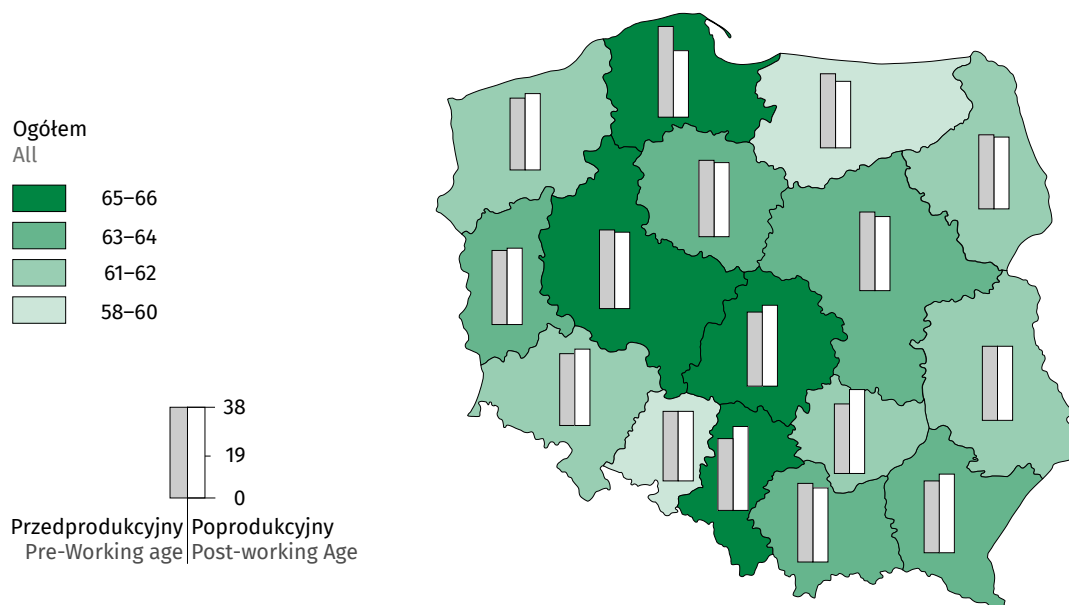 Ogółem
All
65–66
63–64
61–62
58–60
38
19
0
Przedprodukcyjny Poprodukcyjny
Pre-Working age Post-working Age